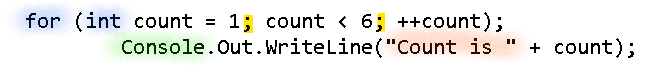 for (int count = 1; count < 6; ++count);
Console.Out.WriteLine("Count is " + count);